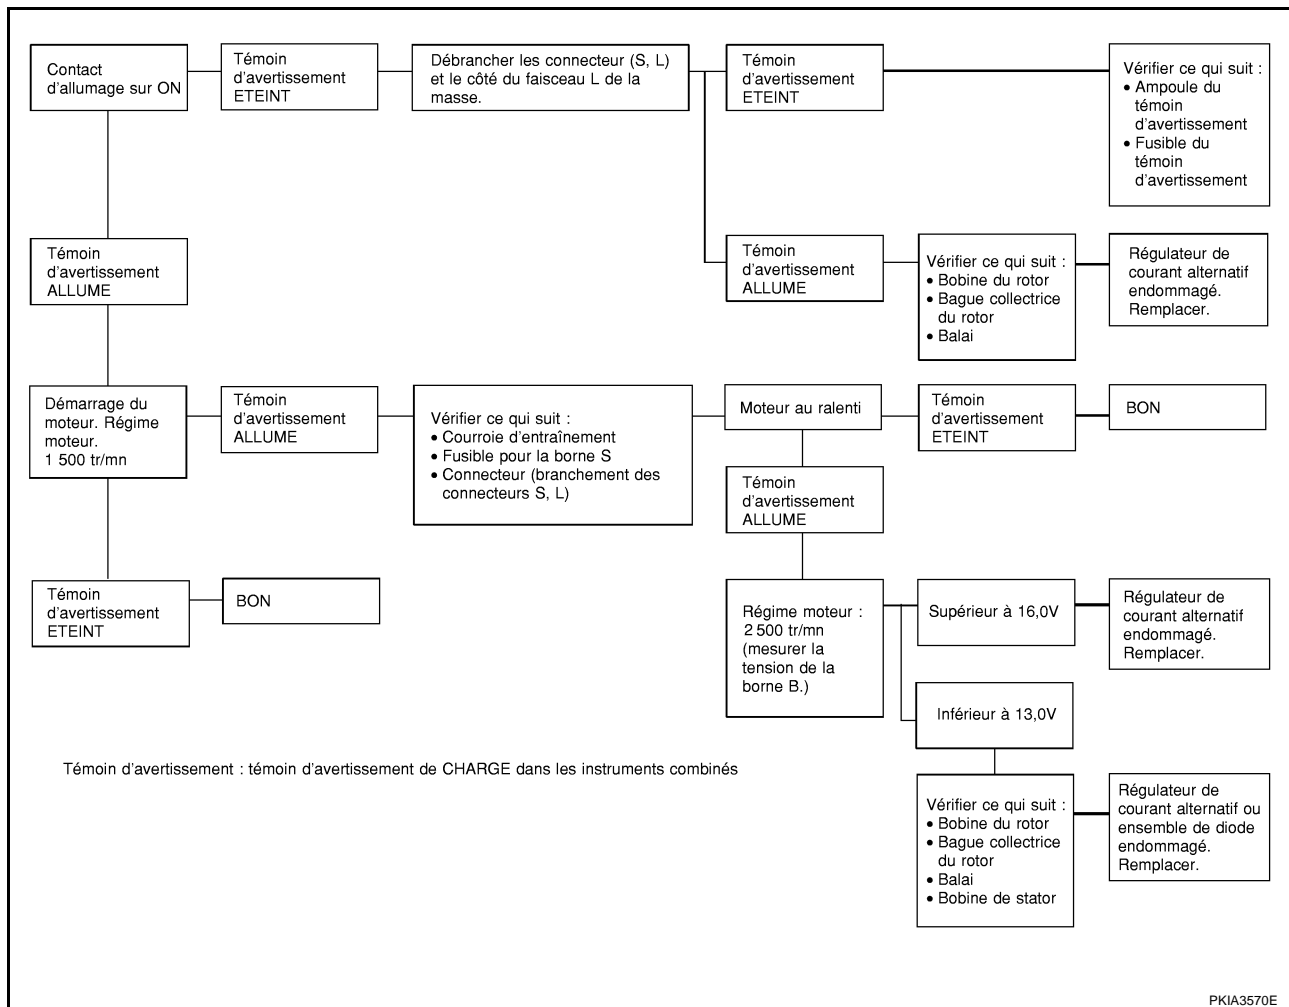 Contact
d'allumage sur ON
Témoin
d'avertissement
ETEINT
Débrancher les connecteur (S, L)
et le côté du faisceau L de la
masse.
Témoin
d'avertissement
ETEINT
Vérifier ce qui suit :
• Ampoule du
témoin
d'avertissement
• Fusible du
témoin
d'avertissement
Témoin
d'avertissement
ALLUME
Témoin
d'avertissement
ALLUME
Vérifier ce qui suit :
• Bobine du rotor
• Bague collectrice
du rotor
• Balai
Régulateur de
courant alternatif
endommagé.
Remplacer.
Démarrage du
moteur. Régime
moteur.
1 500 tr/mn
Témoin
d'avertissement
ALLUME
Vérifier ce qui suit :
• Courroie d'entraînement
• Fusible pour la borne S
• Connecteur (branchement des
connecteurs S, L)
Moteur au ralenti
Témoin
d'avertissement
ETEINT
BON
Témoin
d'avertissement
ALLUME
Témoin
d'avertissement
ETEINT
BON
Régime moteur :
2 500 tr/mn
(mesurer la
tension de la
borne B.)
Supérieur à 16,0V
Régulateur de
courant alternatif
endommagé.
Remplacer.
Inférieur à 13,0V
Témoin d'avertissement : témoin d'avertissement de CHARGE dans les instruments combinés
Vérifier ce qui suit :
• Bobine du rotor
• Bague collectrice
du rotor
• Balai
• Bobine de stator
Régulateur de
courant alternatif ou
ensemble de diode
endommagé.
Remplacer.
PKIA3570E